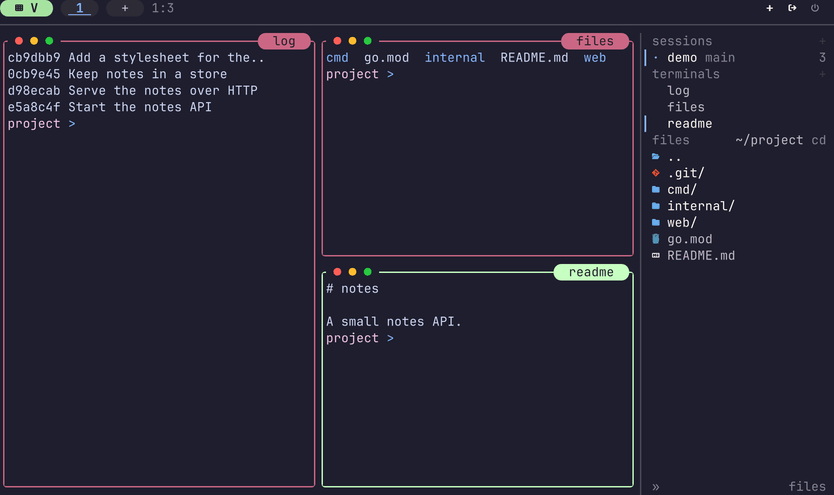 V 1 + 1:3 +
log
cb9dbb9 Add a stylesheet for the..
0cb9e45 Keep notes in a store
d98ecab Serve the notes over HTTP
e5a8c4f Start the notes API
project >
files
cmd go.mod internal README.md web
project >
readme
# notes
A small notes API.
project >
sessions +
· demo main 3
terminals +
log
files
readme
files ~/project cd
..
.git/
cmd/
internal/
web/
go.mod
README.md
» files